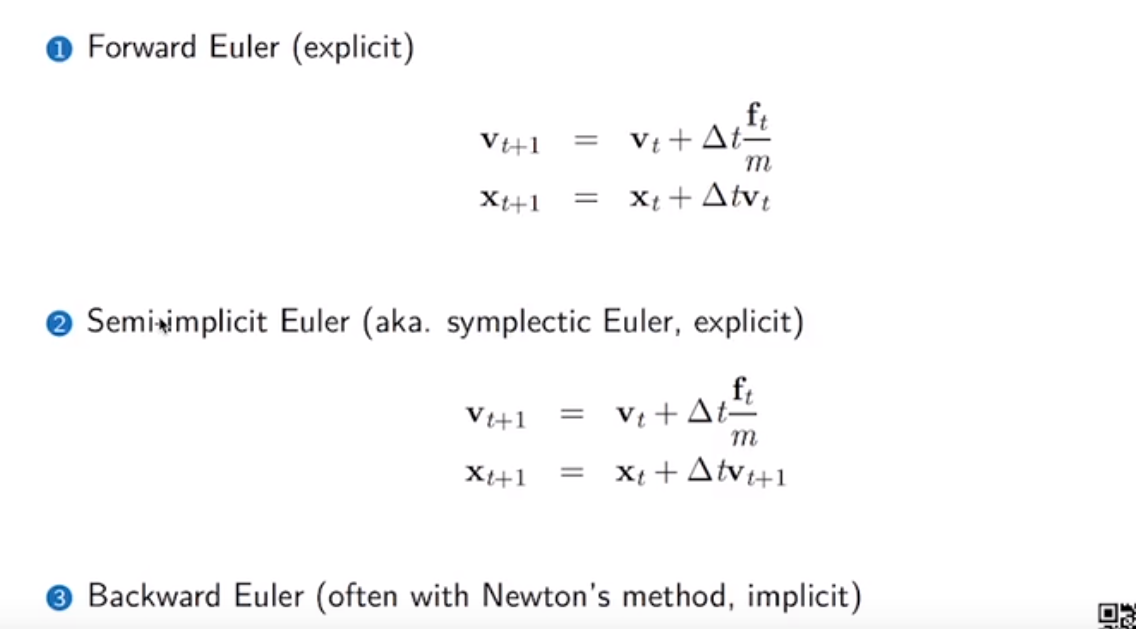 1 Forward Euler (explicit)
v_{t+1} = v_t + Δt f_t/m
x_{t+1} = x_t + Δt v_t
2 Semi-implicit Euler (aka. symplectic Euler, explicit)
v_{t+1} = v_t + Δt f_t/m
x_{t+1} = x_t + Δt v_{t+1}
3 Backward Euler (often with Newton's method, implicit)